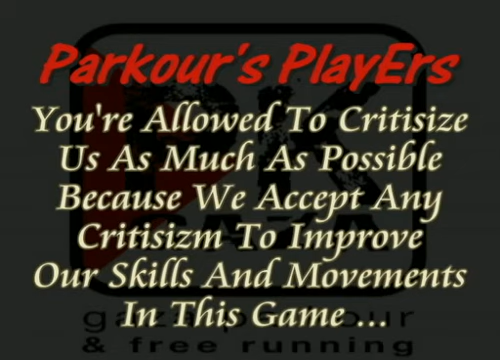 Parkour's PlayErs
You're Allowed To Critisize
Us As Much As Possible
Because We Accept Any
Critisizm To Improve
Our Skills And Movements
In This Game ...
& free running